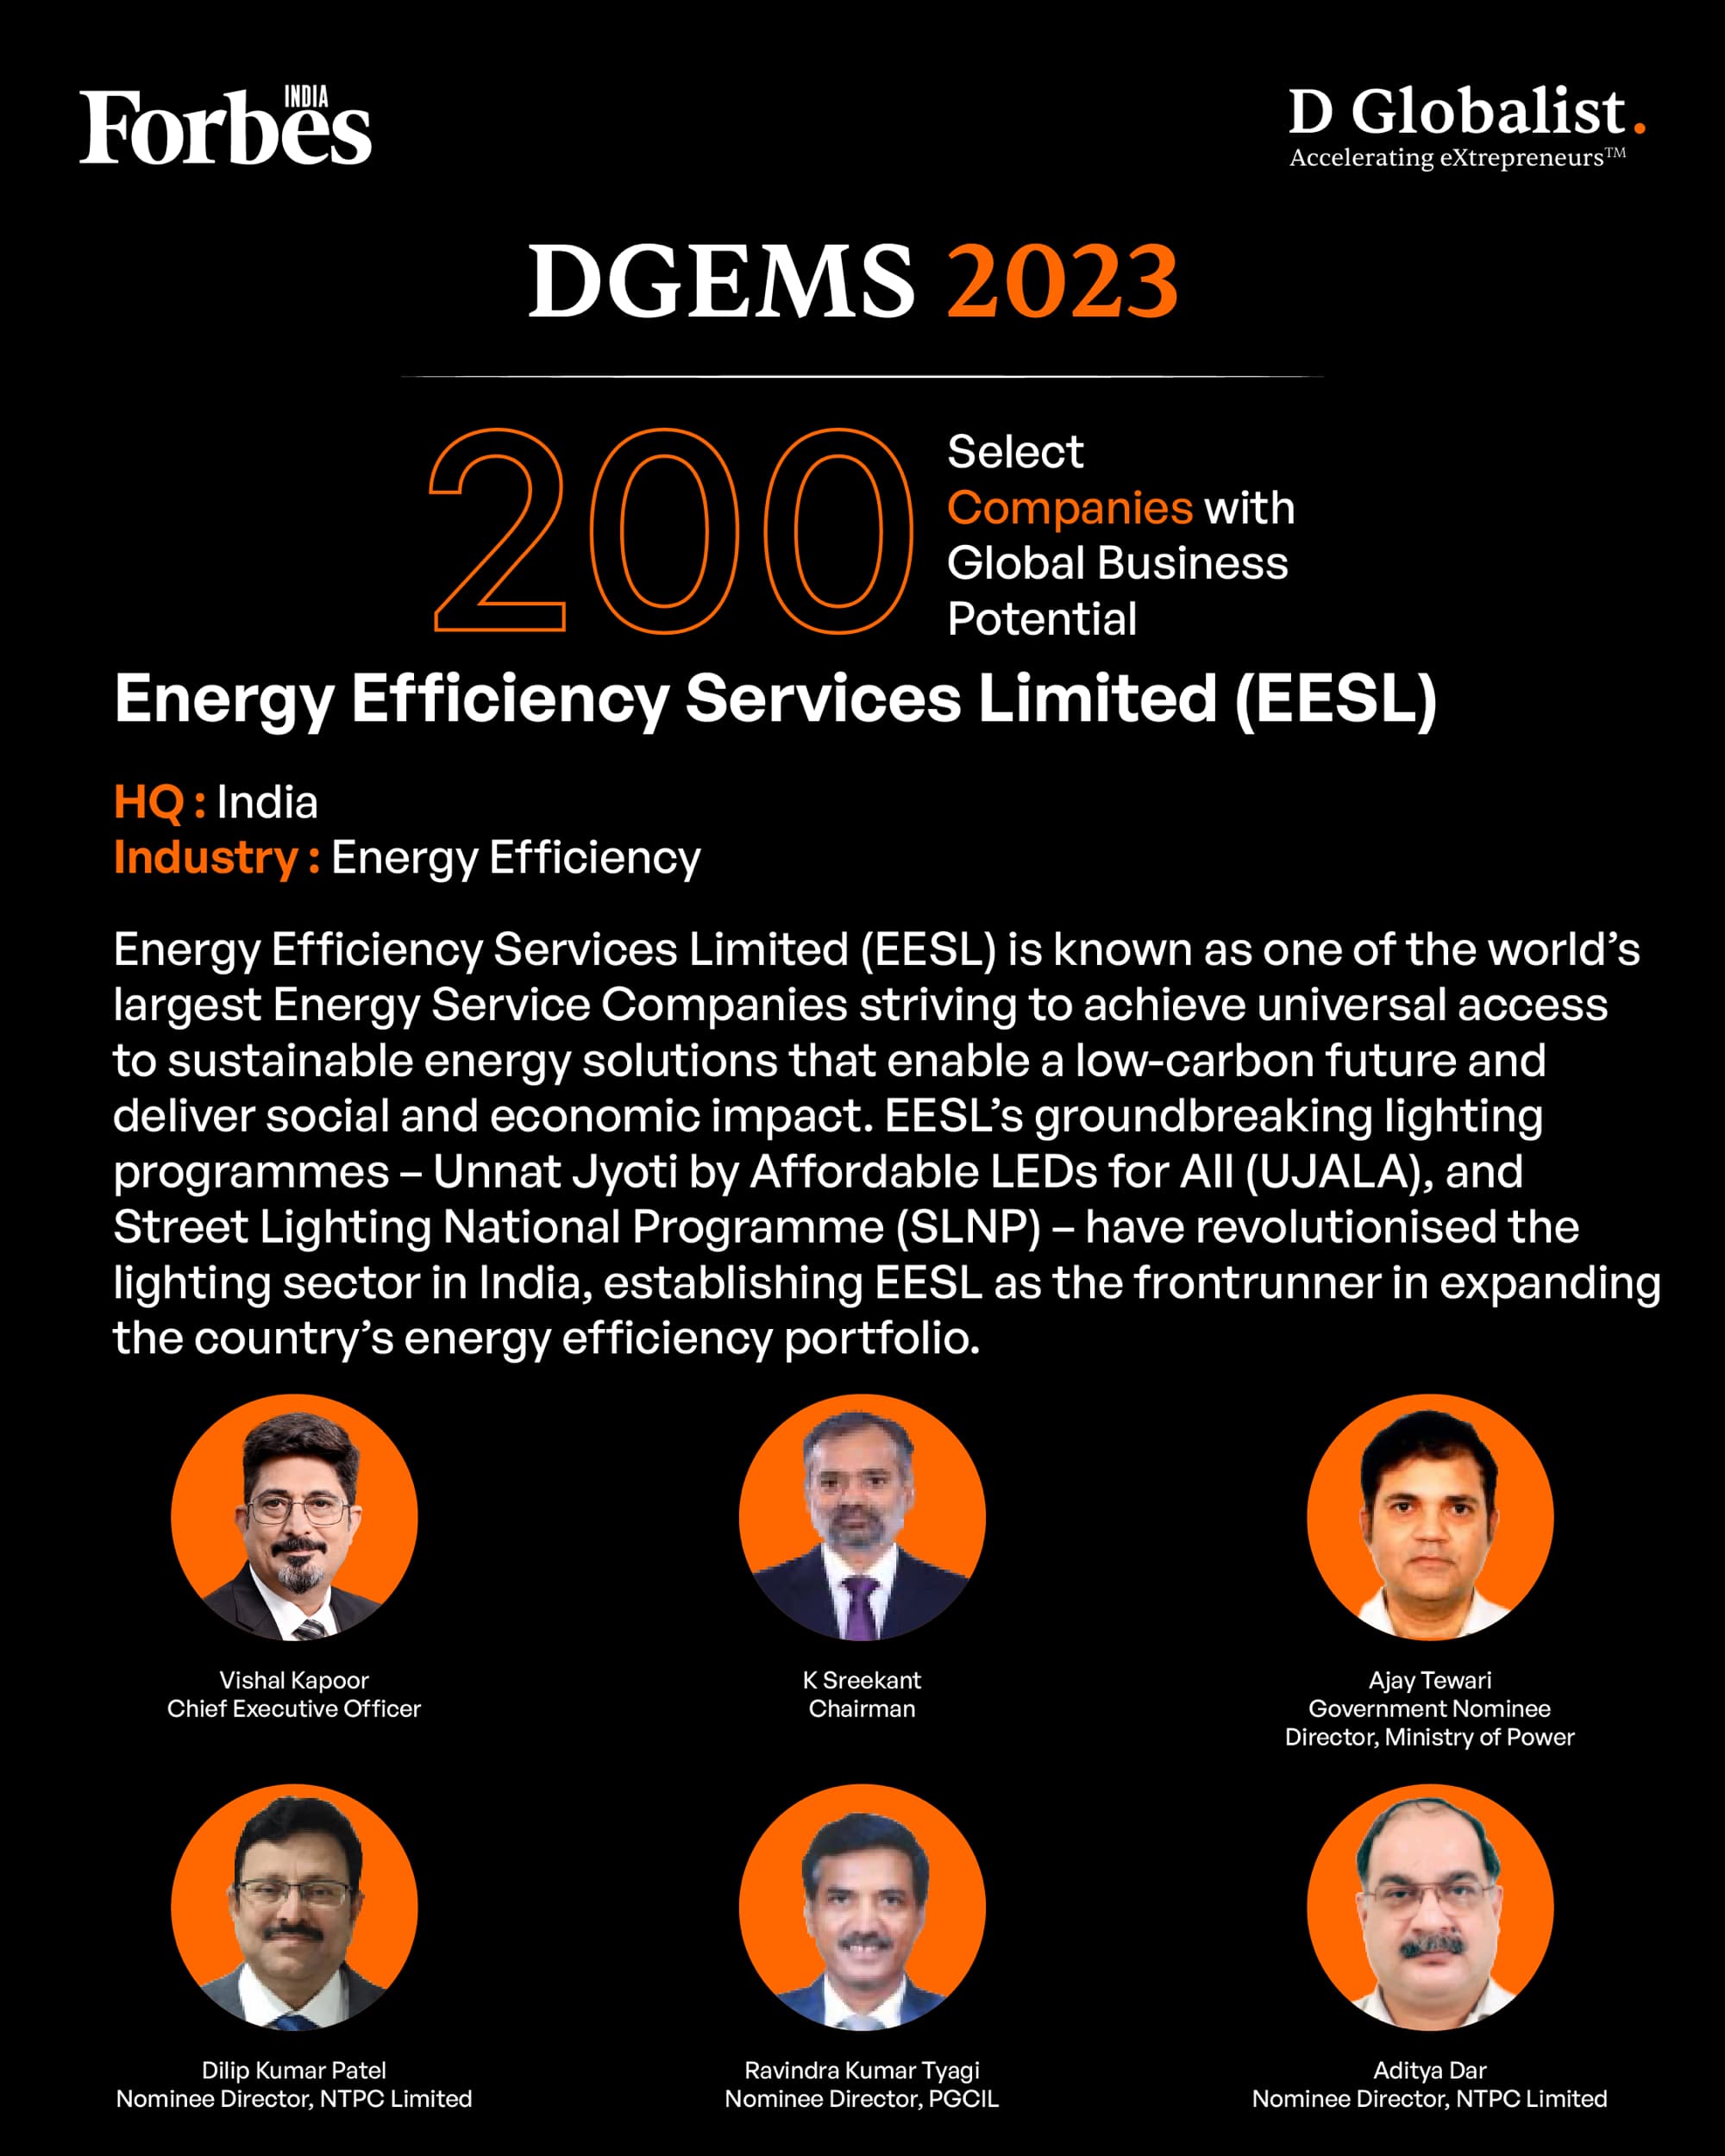 Forbes INDIA
D Globalist.
Accelerating eXtrepreneurs™
DGEMS 2023
200
Select
Companies with
Global Business
Potential
Energy Efficiency Services Limited (EESL)
HQ : India
Industry : Energy Efficiency
Energy Efficiency Services Limited (EESL) is known as one of the world’s
largest Energy Service Companies striving to achieve universal access
to sustainable energy solutions that enable a low-carbon future and
deliver social and economic impact. EESL’s groundbreaking lighting
programmes – Unnat Jyoti by Affordable LEDs for All (UJALA), and
Street Lighting National Programme (SLNP) – have revolutionised the
lighting sector in India, establishing EESL as the frontrunner in expanding
the country’s energy efficiency portfolio.
Vishal Kapoor
Chief Executive Officer
K Sreekant
Chairman
Ajay Tewari
Government Nominee
Director, Ministry of Power
Dilip Kumar Patel
Nominee Director, NTPC Limited
Ravindra Kumar Tyagi
Nominee Director, PGCIL
Aditya Dar
Nominee Director, NTPC Limited